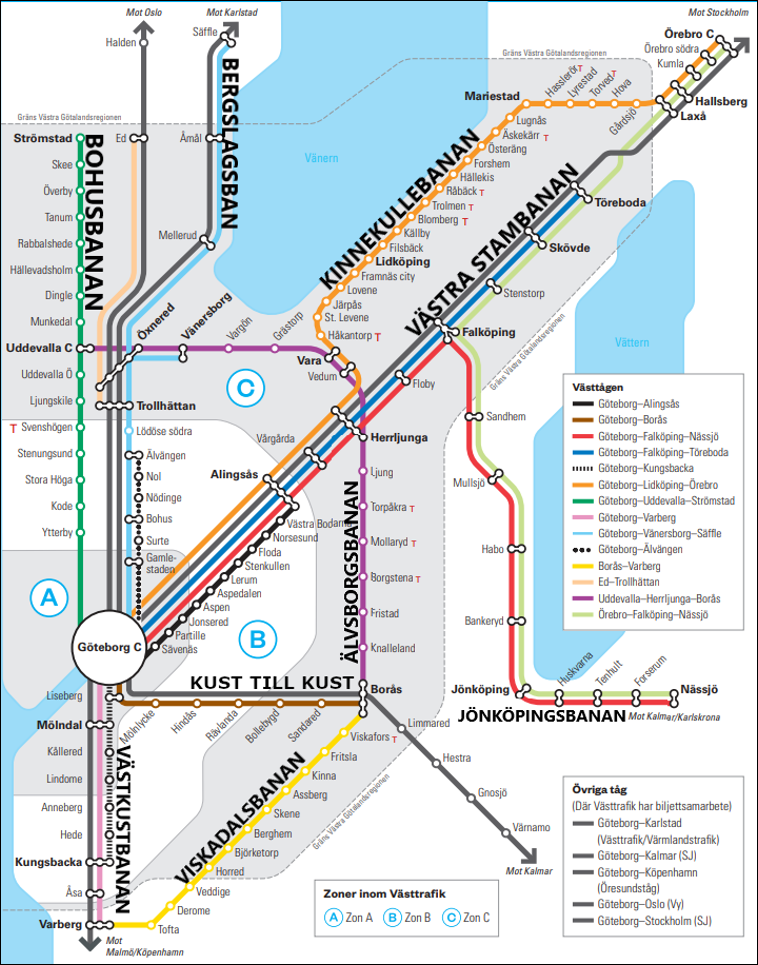 Mot Oslo
Mot Karlstad
Mot Stockholm
Halden
Säffle
Örebro C
Örebro södra
Kumla
Hallsberg
Laxå
Gräns Västra Götalandsregionen
Gräns Västra Götalandsregionen
Mariestad
Hasslerör T
Lyrestad
Torved T
Hova
Gårdsjö
Lugnås
Äskekärr T
Österäng
Forshem
Hällekis
Råbäck T
Trolmen T
Blomberg T
Källby
Filsbäck
Lidköping
Framnäs city
Lovene
Järpås
St. Levene
Håkantorp T
Vara
Vedum
KINNEKULLEBANAN
VÄSTRA STAMBANAN
BERGSLAGSBAN
BOHUSBANAN
Vänern
Vättern
Strömstad
Skee
Överby
Tanum
Rabbalshede
Hällevadsholm
Dingle
Munkedal
Uddevalla C
Uddevalla Ö
Ljungskile
T Svenshögen
Stenungsund
Stora Höga
Kode
Ytterby
Ed
Åmål
Mellerud
Öxnered
Vänersborg
Vargön
Grästorp
Trollhättan
Lödöse södra
Älvängen
Nol
Nödinge
Bohus
Surte
Gamle-
staden
Töreboda
Skövde
Stenstorp
Falköping
Floby
Gräns Västra Götalandsregionen
Herrljunga
Vårgårda
Alingsås
Västra Bodarne
Norsesund
Floda
Stenkullen
Lerum
Aspedalen
Aspen
Jonsered
Partille
Sävenäs
Göteborg C
A
B
C
Ljung
Torpåkra T
Mollaryd T
Borgstena T
Fristad
Knalleland
ÄLVSBORGSBANAN
Borås
KUST TILL KUST
Liseberg
Mölnlycke
Hindås
Rävlanda
Bollebygd
Sandared
Mölndal
Kållered
Lindome
Anneberg
Hede
Kungsbacka
Åsa
Varberg
VÄSTKUSTBANAN
Mot
Malmö/Köpenhamn
Viskafors T
Fritsla
Kinna
Assberg
Skene
Berghem
Björketorp
Horred
Veddige
Derome
Tofta
VISKADALSBANAN
Gräns Västra Götalandsregionen
Limmared
Hestra
Gnosjö
Värnamo
Mot Kalmar
Sandhem
Mullsjö
Habo
Bankeryd
Jönköping
Huskvarna
Tenhult
Forserum
Nässjö
JÖNKÖPINGSBANAN
Mot Kalmar/Karlskrona
Västtågen
Göteborg–Alingsås
Göteborg–Borås
Göteborg–Falköping–Nässjö
Göteborg–Falköping–Töreboda
Göteborg–Kungsbacka
Göteborg–Lidköping–Örebro
Göteborg–Uddevalla–Strömstad
Göteborg–Varberg
Göteborg–Vänersborg–Säffle
Göteborg–Älvängen
Borås–Varberg
Ed–Trollhättan
Uddevalla–Herrljunga–Borås
Örebro–Falköping–Nässjö
Övriga tåg
(Där Västtrafik har biljettsamarbete)
Göteborg–Karlstad
(Västtrafik/Värmlandstrafik)
Göteborg–Kalmar (SJ)
Göteborg–Köpenhamn
(Öresundståg)
Göteborg–Oslo (Vy)
Göteborg–Stockholm (SJ)
Zoner inom Västtrafik
A Zon A B Zon B C Zon C